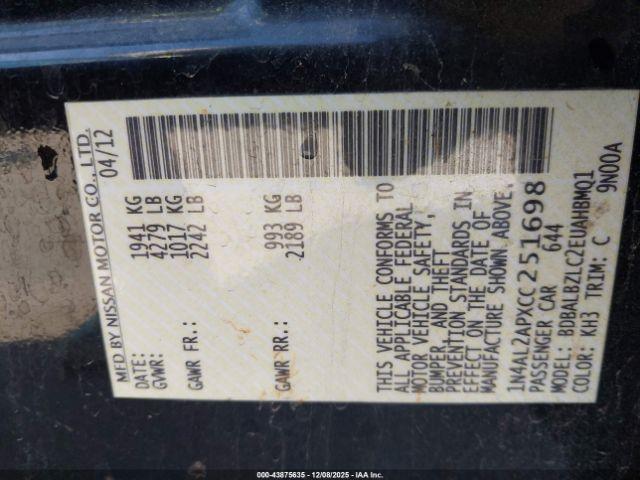 MFD BY NISSAN MOTOR CO., LTD.
DATE: 04/12
GVWR: 1941 KG
4279 LB
GAWR FR.: 1017 KG
2242 LB
GAWR RR.: 993 KG
2189 LB
THIS VEHICLE CONFORMS TO
ALL APPLICABLE FEDERAL
MOTOR VEHICLE SAFETY,
BUMPER, AND THEFT
PREVENTION STANDARDS IN
EFFECT ON THE DATE OF
MANUFACTURE SHOWN ABOVE.
1N4AL2APXCC251698
PASSENGER CAR 644
MODEL: BDBALBZLC2EUAHBMQ1
COLOR: KH3 TRIM: C 9N00A
000-43875635 - 12/08/2025 - IAAI.COM